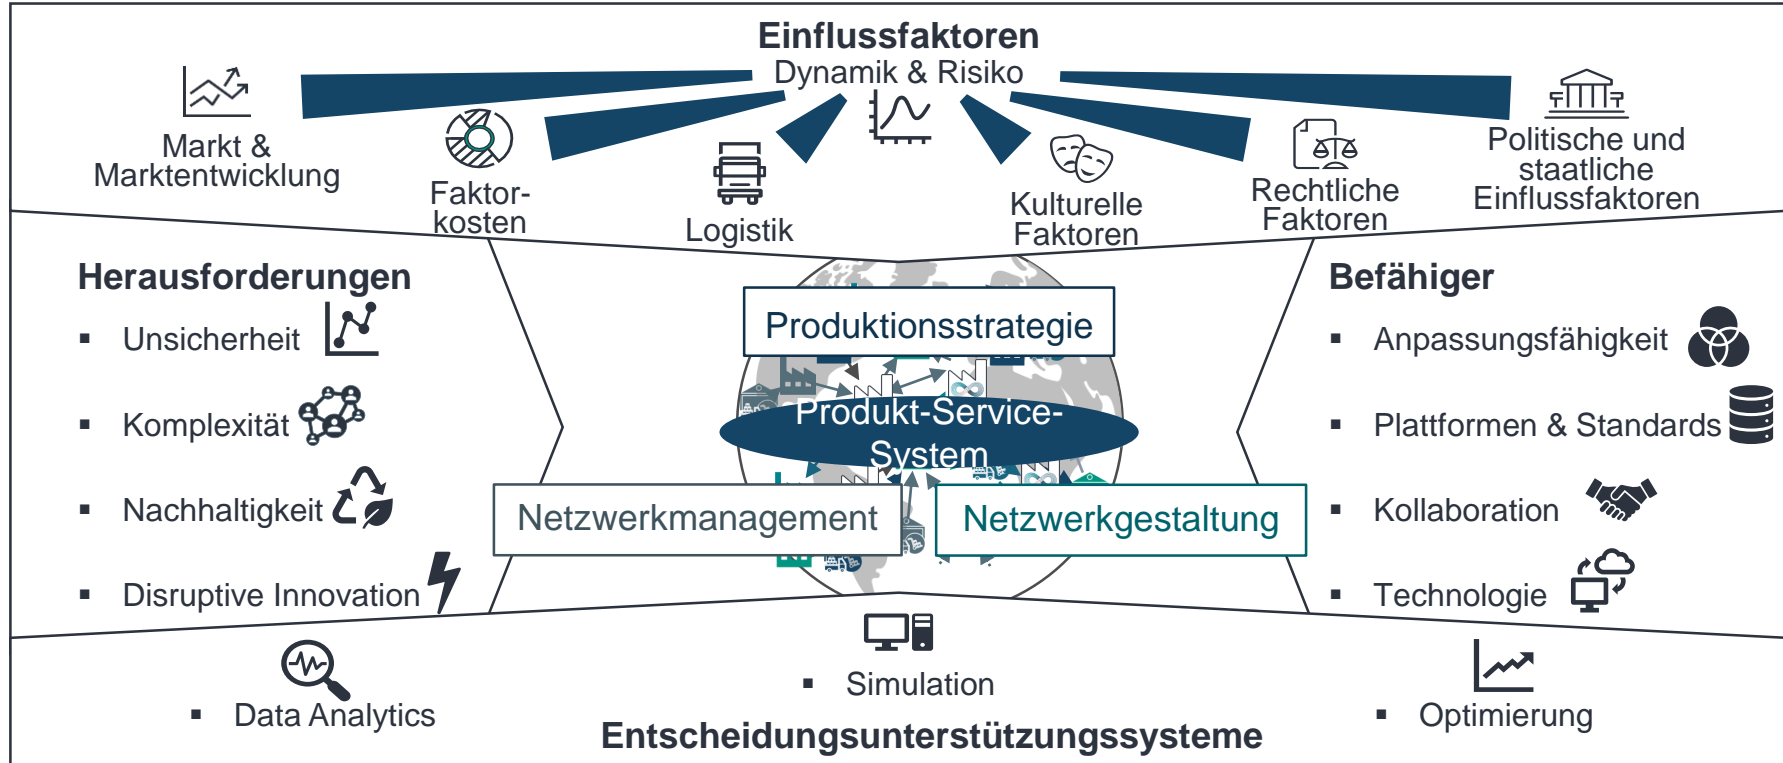 Einflussfaktoren
Dynamik & Risiko
Markt &
Marktentwicklung
Faktor-
kosten
Logistik
Kulturelle
Faktoren
Rechtliche
Faktoren
Politische und
staatliche
Einflussfaktoren
Herausforderungen
▪ Unsicherheit
▪ Komplexität
▪ Nachhaltigkeit
▪ Disruptive Innovation
Produktionsstrategie
Produkt-Service-
System
Netzwerkmanagement
Netzwerkgestaltung
Befähiger
▪ Anpassungsfähigkeit
▪ Plattformen & Standards
▪ Kollaboration
▪ Technologie
▪ Data Analytics
▪ Simulation
▪ Optimierung
Entscheidungsunterstützungssysteme